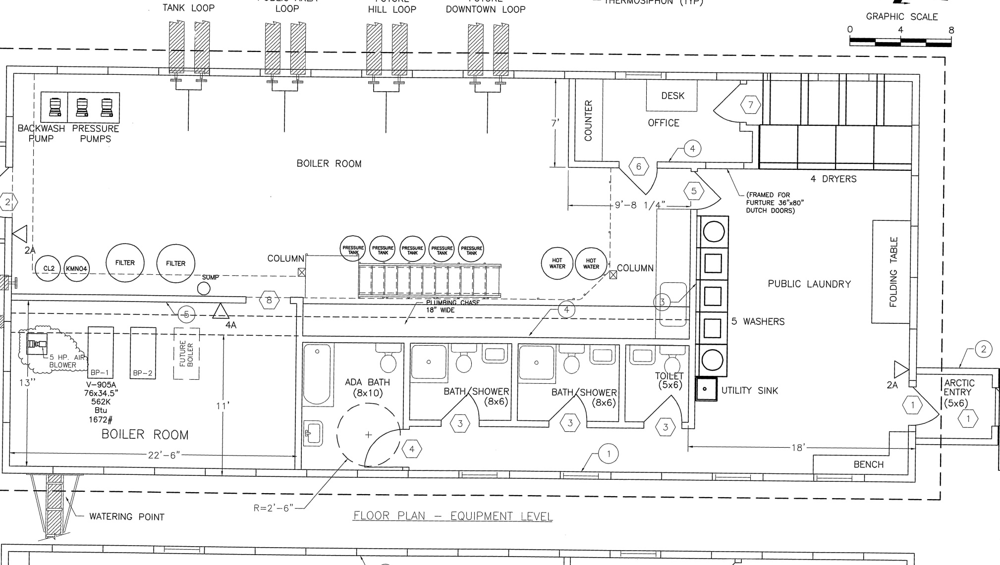 TANK LOOP
PUBLIC AREA
LOOP
FUTURE
HILL LOOP
FUTURE
DOWNTOWN LOOP
THERMOSIPHON (TYP)
GRAPHIC SCALE
0 4 8
BACKWASH
PUMP
PRESSURE
PUMPS
BOILER ROOM
7'
COUNTER
DESK
OFFICE
7
4
6
5
4 DRYERS
(FRAMED FOR
FURTURE 36"x80"
DUTCH DOORS)
9'-8 1/4"
2
2A
CL2
KMNO4
FILTER
FILTER
SUMP
COLUMN
PRESSURE
TANK
PRESSURE
TANK
PRESSURE
TANK
PRESSURE
TANK
PRESSURE
TANK
HOT
WATER
HOT
WATER
COLUMN
PUBLIC LAUNDRY
FOLDING TABLE
3
8
5
4A
PLUMBING CHASE
18" WIDE
4
5 WASHERS
5 HP. AIR
BLOWER
BP-1
BP-2
FUTURE
BOILER
13"
V-905A
76x34.5"
562K
Btu
1672#
11'
BOILER ROOM
22'-6"
ADA BATH
(8x10)
BATH/SHOWER
(8x6)
BATH/SHOWER
(8x6)
TOILET
(5x6)
UTILITY SINK
2A
2
ARCTIC
ENTRY
(5x6)
1
1
3
3
3
4
1
18'
BENCH
R=2'-6"
WATERING POINT
FLOOR PLAN - EQUIPMENT LEVEL